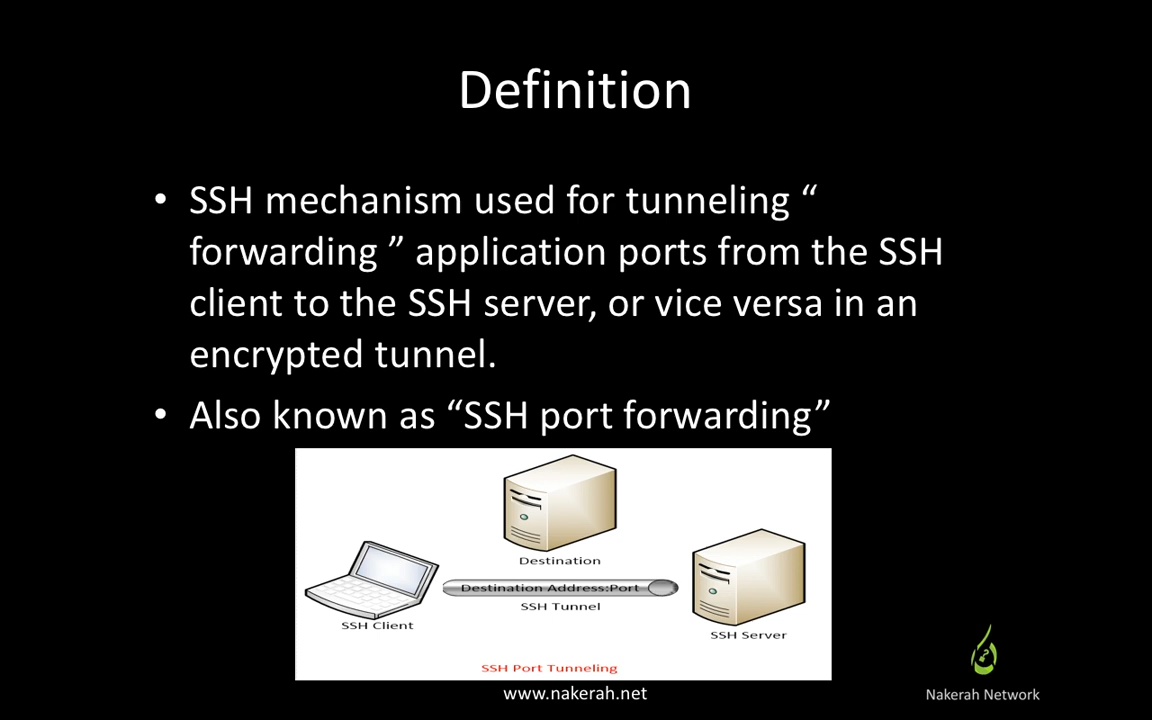 Definition
• SSH mechanism used for tunneling “
forwarding ” application ports from the SSH
client to the SSH server, or vice versa in an
encrypted tunnel.
• Also known as “SSH port forwarding”
Destination
Destination Address:Port
SSH Tunnel
SSH Client
SSH Server
SSH Port Tunneling
www.nakerah.net
?
Nakerah Network